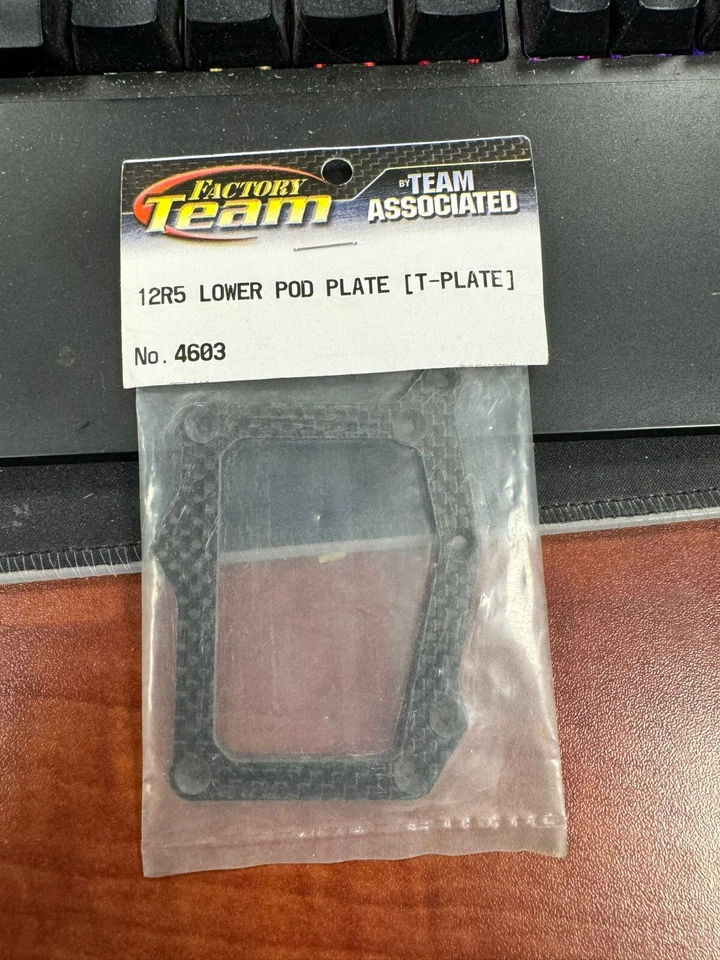 FACTORY
Team
BY TEAM
ASSOCIATED
12R5 LOWER POD PLATE [T-PLATE]
No. 4603